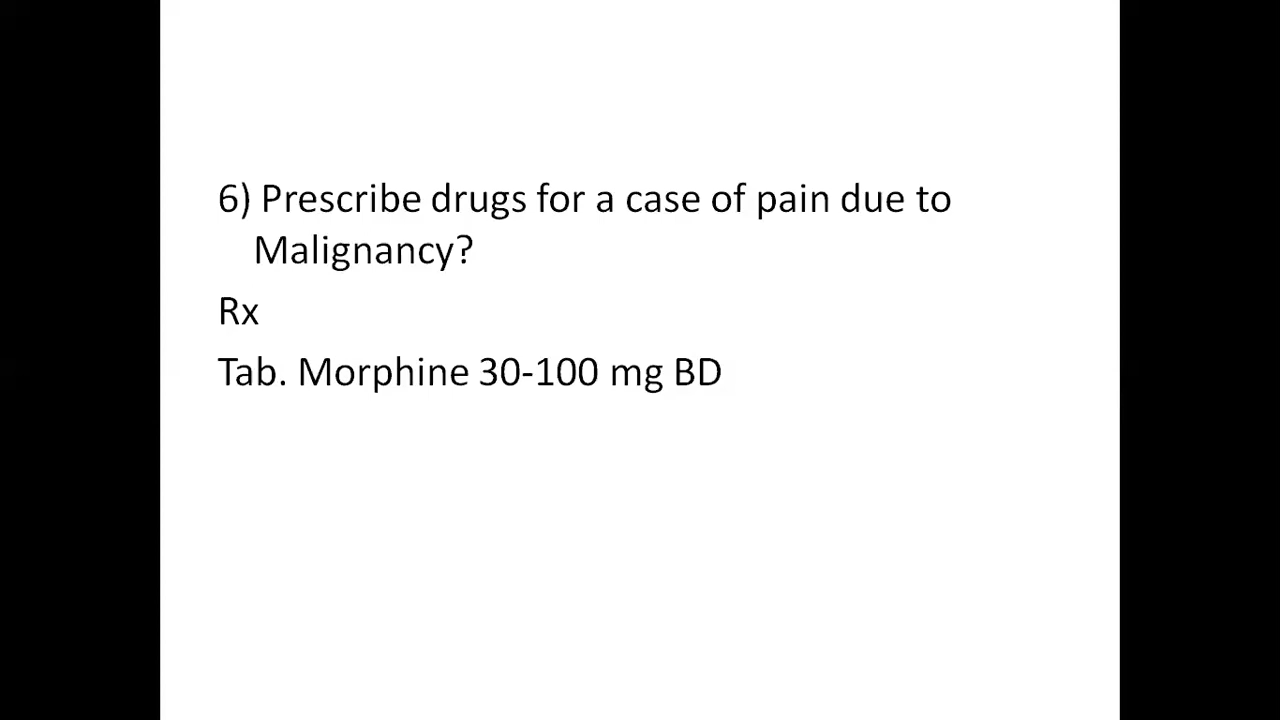 6) Prescribe drugs for a case of pain due to
Malignancy?
Rx
Tab. Morphine 30-100 mg BD